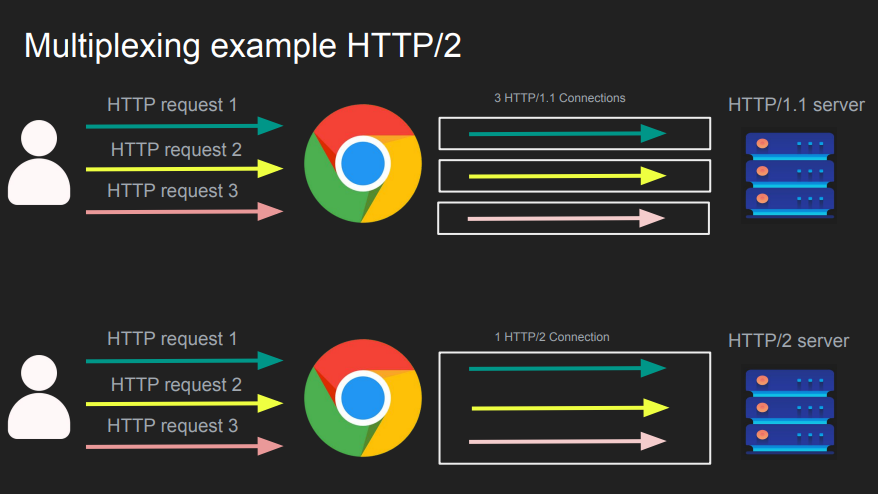 Multiplexing example HTTP/2
3 HTTP/1.1 Connections
HTTP/1.1 server
HTTP request 1
HTTP request 2
HTTP request 3
1 HTTP/2 Connection
HTTP/2 server
HTTP request 1
HTTP request 2
HTTP request 3